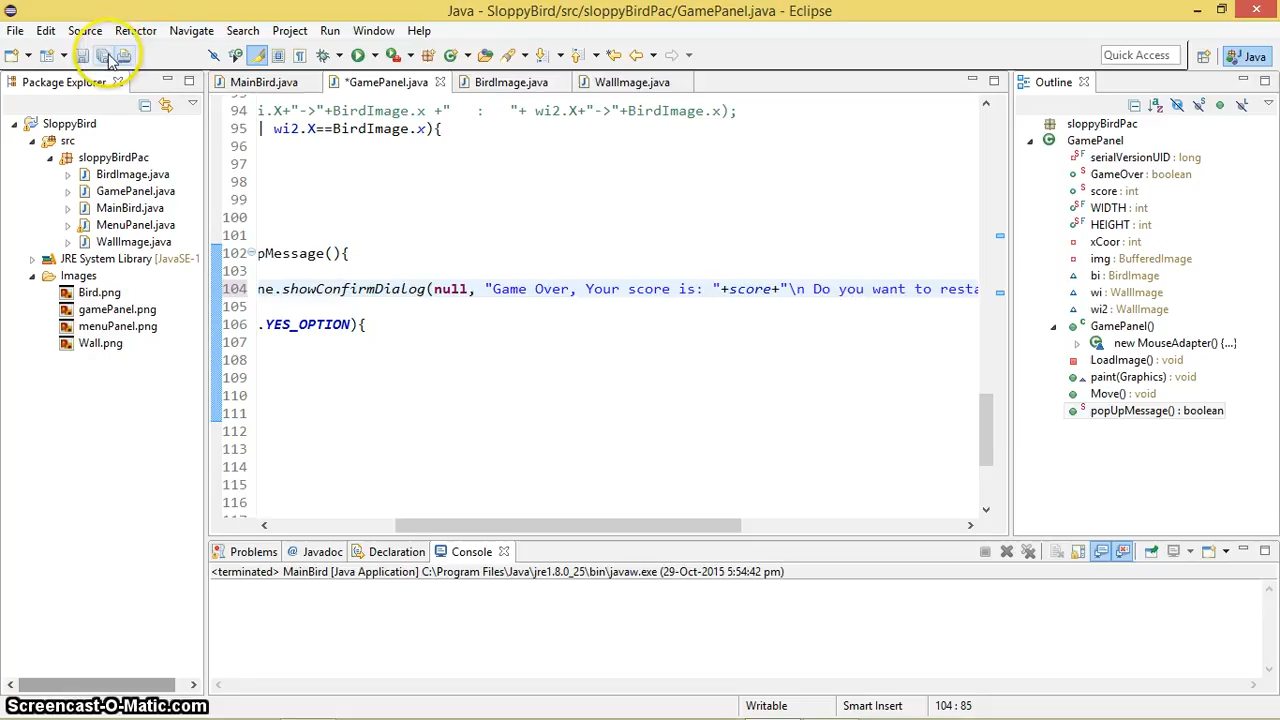 Java - SloppyBird/src/sloppyBirdPac/GamePanel.java - Eclipse
File Edit Source Refactor Navigate Search Project Run Window Help
Quick Access
Java
Package Explorer
MainBird.java
*GamePanel.java
BirdImage.java
WallImage.java
Outline
SloppyBird
src
sloppyBirdPac
BirdImage.java
GamePanel.java
MainBird.java
MenuPanel.java
WallImage.java
JRE System Library [JavaSE-1
Images
Bird.png
gamePanel.png
menuPanel.png
Wall.png
94 i.X+"->"+BirdImage.x +" : "+ wi2.X+"->"+BirdImage.x);
95 | wi2.X==BirdImage.x){
96
97
98
99
100
101
102 pMessage(){
103
104 ne.showConfirmDialog(null, "Game Over, Your score is: "+score+"\n Do you want to resta
105
106 .YES_OPTION){
107
108
109
110
111
112
113
114
115
116
sloppyBirdPac
GamePanel
serialVersionUID : long
GameOver : boolean
score : int
WIDTH : int
HEIGHT : int
xCoor : int
img : BufferedImage
bi : BirdImage
wi : WallImage
wi2 : WallImage
GamePanel()
new MouseAdapter() {...}
LoadImage() : void
paint(Graphics) : void
Move() : void
popUpMessage() : boolean
Problems Javadoc Declaration Console
<terminated> MainBird [Java Application] C:\Program Files\Java\jre1.8.0_25\bin\javaw.exe (29-Oct-2015 5:54:42 pm)
Writable Smart Insert 104 : 85
Screencast-O-Matic.com